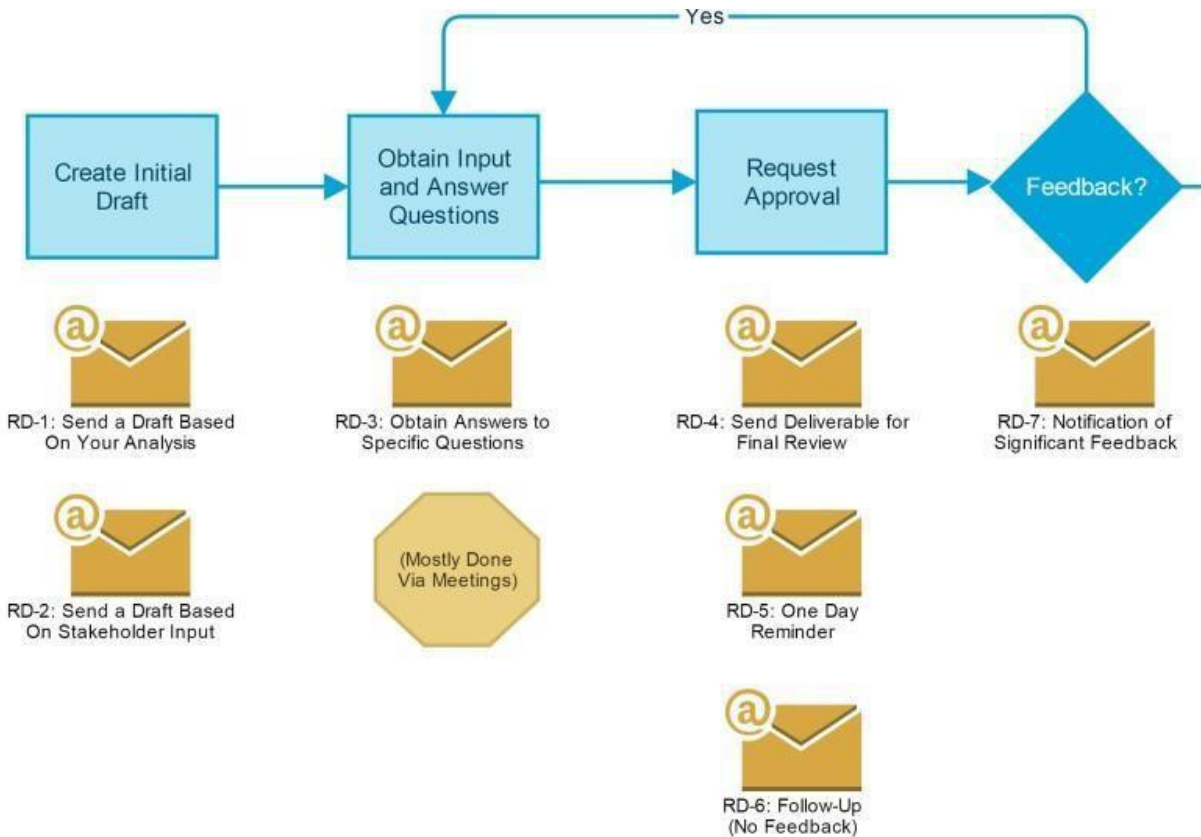 Yes
Create Initial
Draft
Obtain Input
and Answer
Questions
Request
Approval
Feedback?
@
RD-1: Send a Draft Based
On Your Analysis
@
RD-3: Obtain Answers to
Specific Questions
@
RD-4: Send Deliverable for
Final Review
@
RD-7: Notification of
Significant Feedback
@
RD-2: Send a Draft Based
On Stakeholder Input
(Mostly Done
Via Meetings)
@
RD-5: One Day
Reminder
@
RD-6: Follow-Up
(No Feedback)